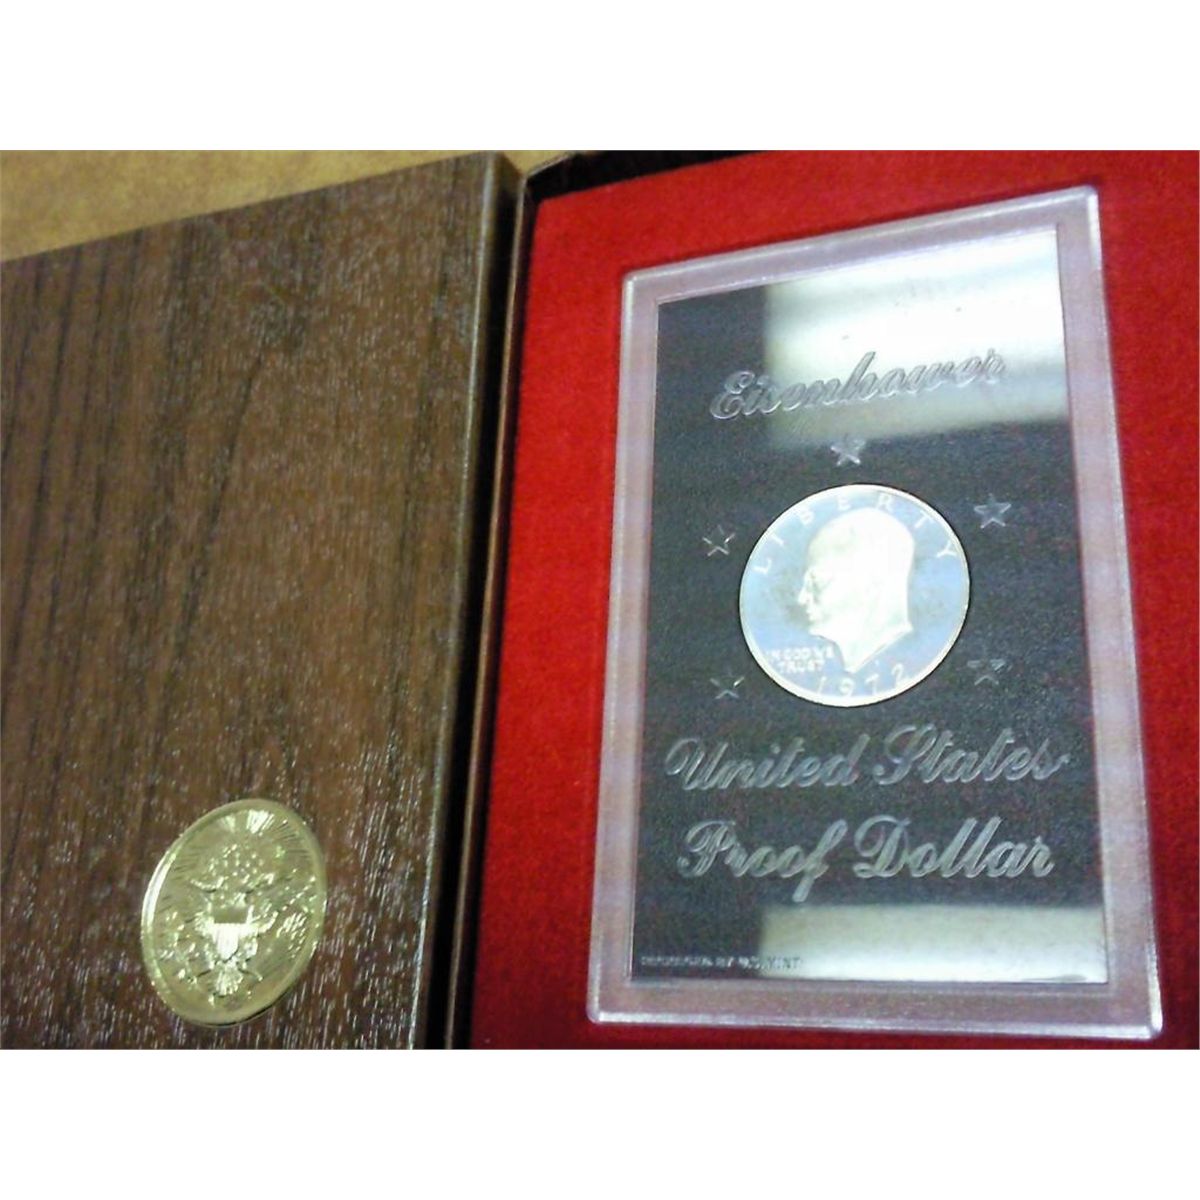 Eisenhower
LIBERTY
IN GOD WE
TRUST
1972
United States
Proof Dollar